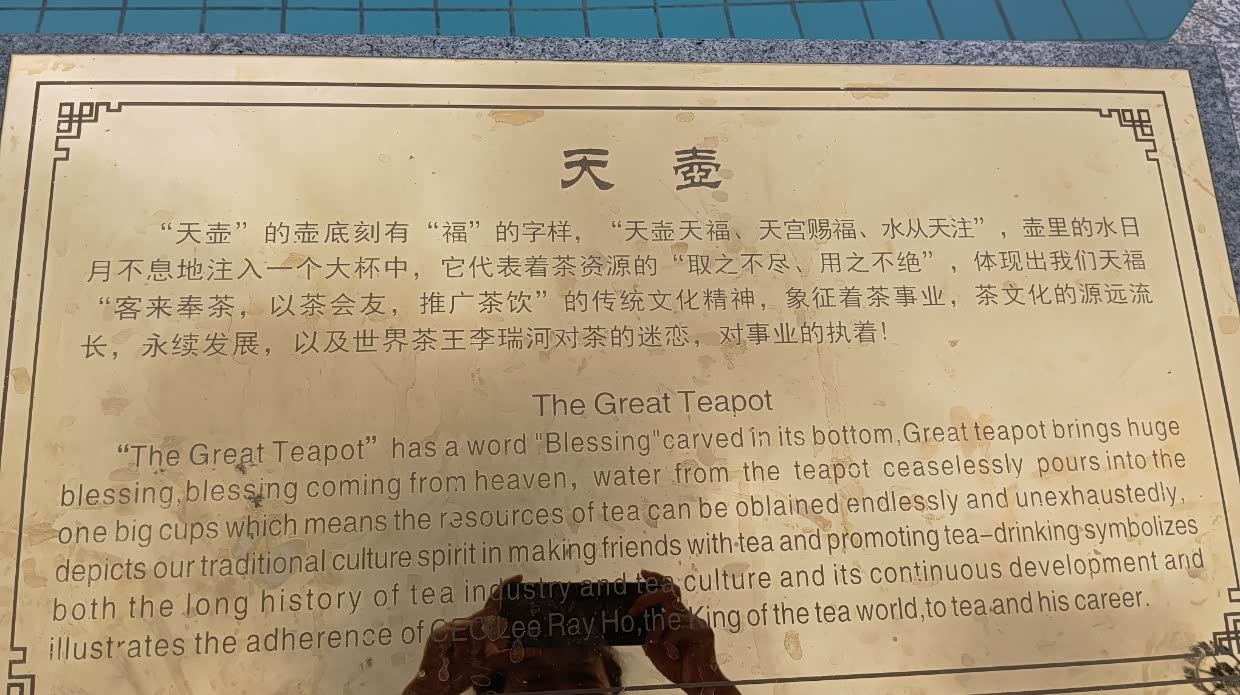 天 壺
“天壶”的壶底刻有“福”的字样，“天壶天福、天宫赐福、水从天注”，壶里的水日
月不息地注入一个大杯中，它代表着茶资源的“取之不尽、用之不绝”，体现出我们天福
“客来奉茶，以茶会友，推广茶饮”的传统文化精神，象征着茶事业，茶文化的源远流
长，永续发展，以及世界茶王李瑞河对茶的迷恋，对事业的执着！
The Great Teapot
“The Great Teapot” has a word "Blessing"carved in its bottom,Great teapot brings huge
blessing,blessing coming from heaven, water from the teapot ceaselessly pours into the
one big cups which means the resources of tea can be oblained endlessly and unexhaustedly,
depicts our traditional culture spirit in making friends with tea and promoting tea-drinking symbolizes
both the long history of tea industry and tea culture and its continuous development and
illustrates the adherence of CEO Lee Ray Ho,the King of the tea world,to tea and his career.